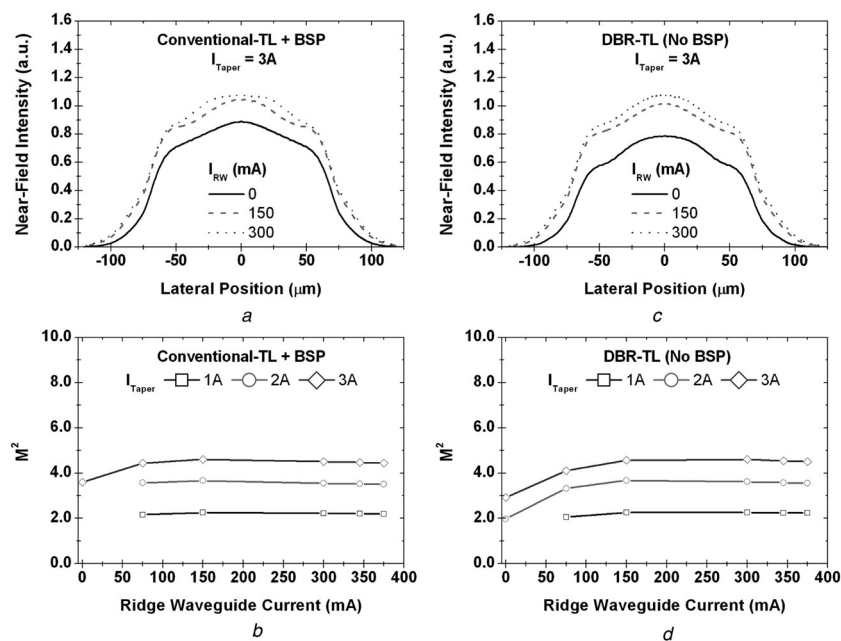 1.6
1.4
1.2
1.0
0.8
0.6
0.4
0.2
0.0
Near-Field Intensity (a.u.)
Conventional-TL + BSP
I Taper = 3A
I RW (mA)
0
150
300
-100 -50 0 50 100
Lateral Position (μm)
a
1.6
1.4
1.2
1.0
0.8
0.6
0.4
0.2
0.0
Near-Field Intensity (a.u.)
DBR-TL (No BSP)
I Taper = 3A
I RW (mA)
0
150
300
-100 -50 0 50 100
Lateral Position (μm)
c
10.0
8.0
6.0
4.0
2.0
0.0
M²
Conventional-TL + BSP
I Taper 1A 2A 3A
0 50 100 150 200 250 300 350 400
Ridge Waveguide Current (mA)
b
10.0
8.0
6.0
4.0
2.0
0.0
M²
DBR-TL (No BSP)
I Taper 1A 2A 3A
0 50 100 150 200 250 300 350 400
Ridge Waveguide Current (mA)
d